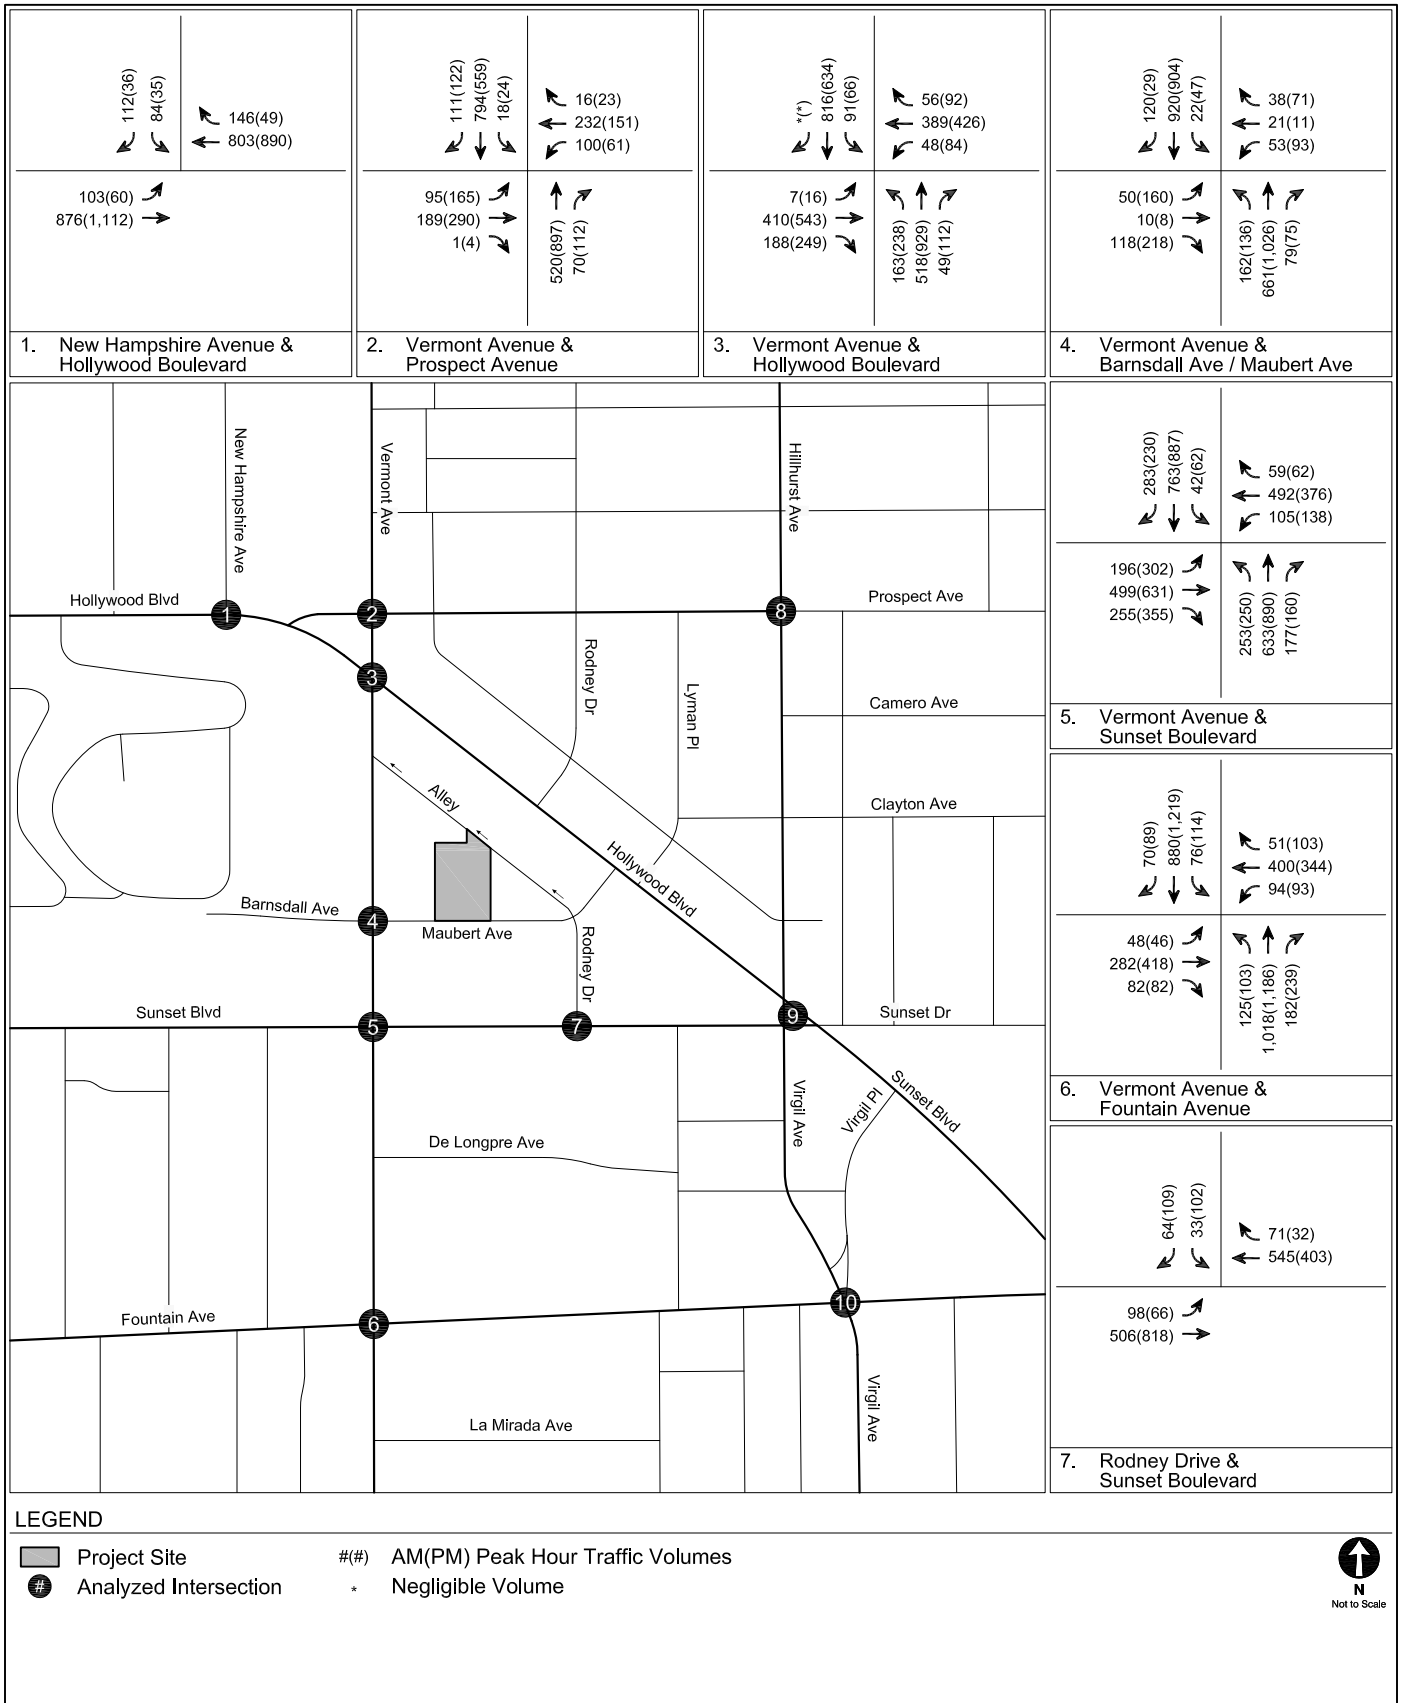 112(36)
84(35)
146(49)
803(890)
103(60)
876(1,112)
1. New Hampshire Avenue &
Hollywood Boulevard
111(122)
794(559)
18(24)
16(23)
232(151)
100(61)
95(165)
189(290)
1(4)
520(897)
70(112)
2. Vermont Avenue &
Prospect Avenue
*(*)
816(634)
91(66)
56(92)
389(426)
48(84)
7(16)
410(543)
188(249)
163(238)
518(929)
49(112)
3. Vermont Avenue &
Hollywood Boulevard
120(29)
920(904)
22(47)
38(71)
21(11)
53(93)
50(160)
10(8)
118(218)
162(136)
661(1,026)
79(75)
4. Vermont Avenue &
Barnsdall Ave / Maubert Ave
283(230)
763(887)
42(62)
59(62)
492(376)
105(138)
196(302)
499(631)
255(355)
253(250)
633(890)
177(160)
5. Vermont Avenue &
Sunset Boulevard
70(89)
880(1,219)
76(114)
51(103)
400(344)
94(93)
48(46)
282(418)
82(82)
125(103)
1,018(1,186)
182(239)
6. Vermont Avenue &
Fountain Avenue
64(109)
33(102)
71(32)
545(403)
98(66)
506(818)
7. Rodney Drive &
Sunset Boulevard
New Hampshire Ave
Vermont Ave
Hillhurst Ave
Hollywood Blvd
Prospect Ave
1
2
8
3
Rodney Dr
Lyman Pl
Camero Ave
Alley
Clayton Ave
Hollywood Blvd
Barnsdall Ave
4
Maubert Ave
Rodney Dr
Sunset Blvd
5
7
9
Sunset Dr
Virgil Ave
Virgil Pl
Sunset Blvd
De Longpre Ave
10
Fountain Ave
6
Virgil Ave
La Mirada Ave
LEGEND
Project Site
#(#) AM(PM) Peak Hour Traffic Volumes
# Analyzed Intersection
* Negligible Volume
N
Not to Scale